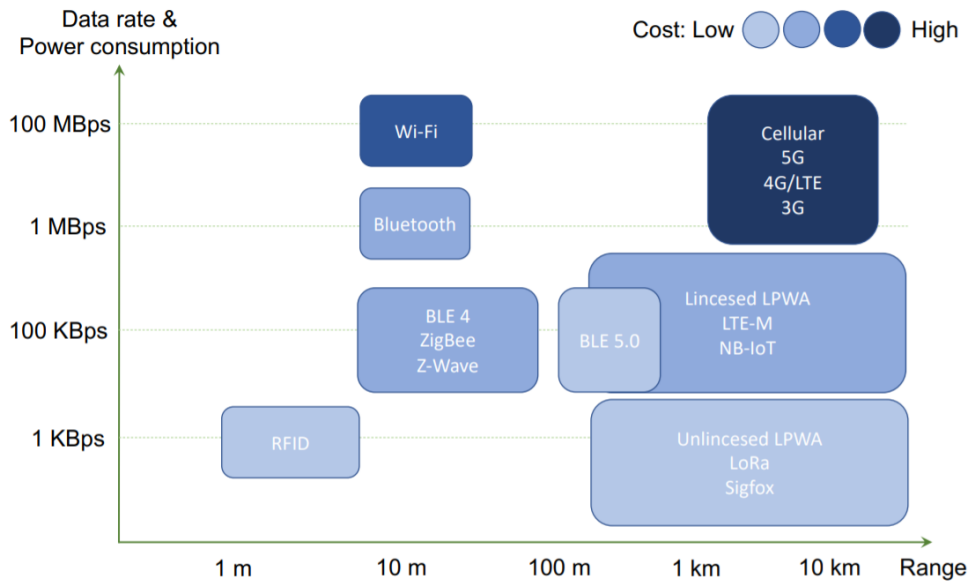 Data rate &
Power consumption
Cost: Low High
100 MBps
Wi-Fi
Cellular
5G
4G/LTE
3G
1 MBps
Bluetooth
100 KBps
BLE 4
ZigBee
Z-Wave
BLE 5.0
Lincesed LPWA
LTE-M
NB-IoT
1 KBps
RFID
Unlincesed LPWA
LoRa
Sigfox
1 m 10 m 100 m 1 km 10 km Range